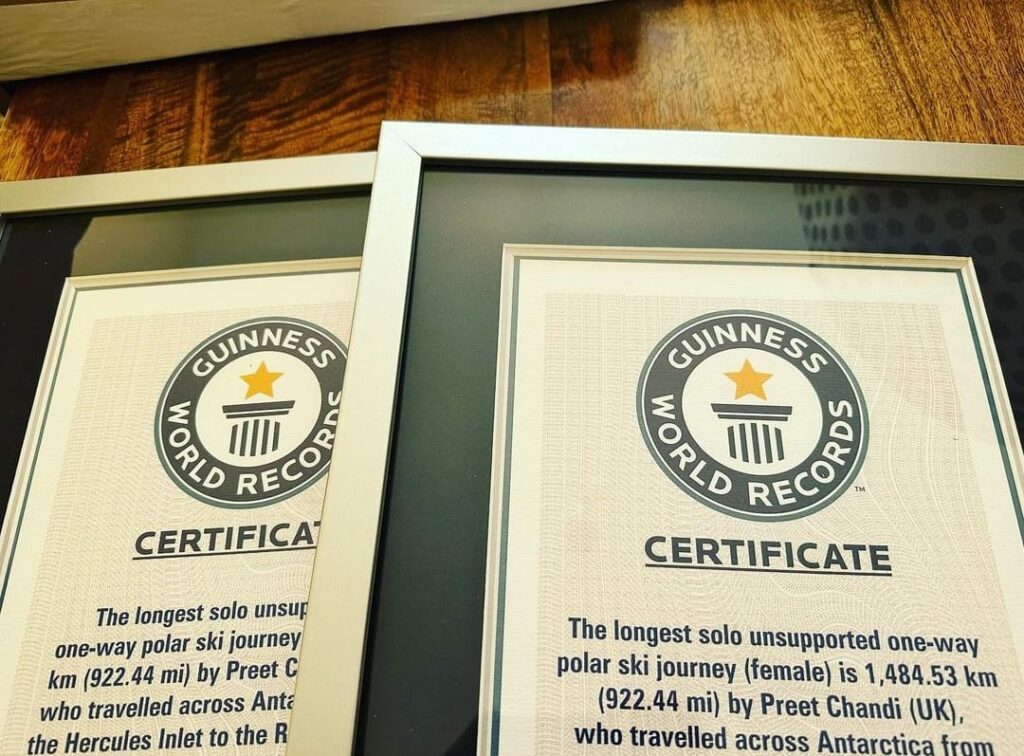 GUINNESS
WORLD RECORDS
CERTIFICA
The longest solo
one-way polar ski journey
km (922.44 mi) by Preet
who travelled across
the Hercules Inlet to the
GUINNESS
WORLD RECORDS
TM
CERTIFICATE
The longest solo unsupported one-way
polar ski journey (female) is 1,484.53 km
(922.44 mi) by Preet Chandi (UK),
who travelled across Antarctica from